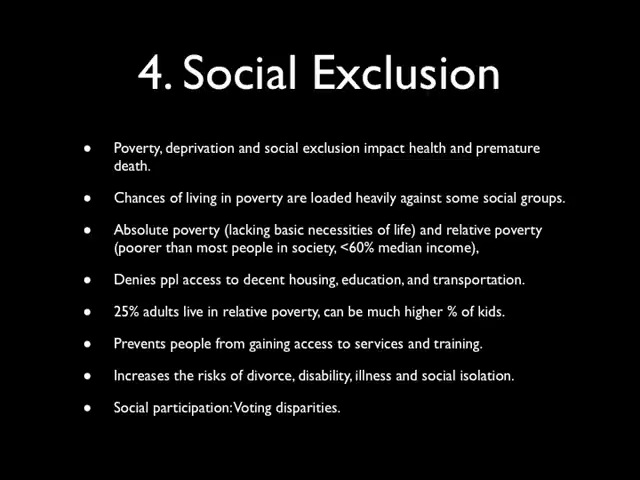 4. Social Exclusion
• Poverty, deprivation and social exclusion impact health and premature
death.
• Chances of living in poverty are loaded heavily against some social groups.
• Absolute poverty (lacking basic necessities of life) and relative poverty
(poorer than most people in society, <60% median income),
• Denies ppl access to decent housing, education, and transportation.
• 25% adults live in relative poverty, can be much higher % of kids.
• Prevents people from gaining access to services and training.
• Increases the risks of divorce, disability, illness and social isolation.
• Social participation: Voting disparities.